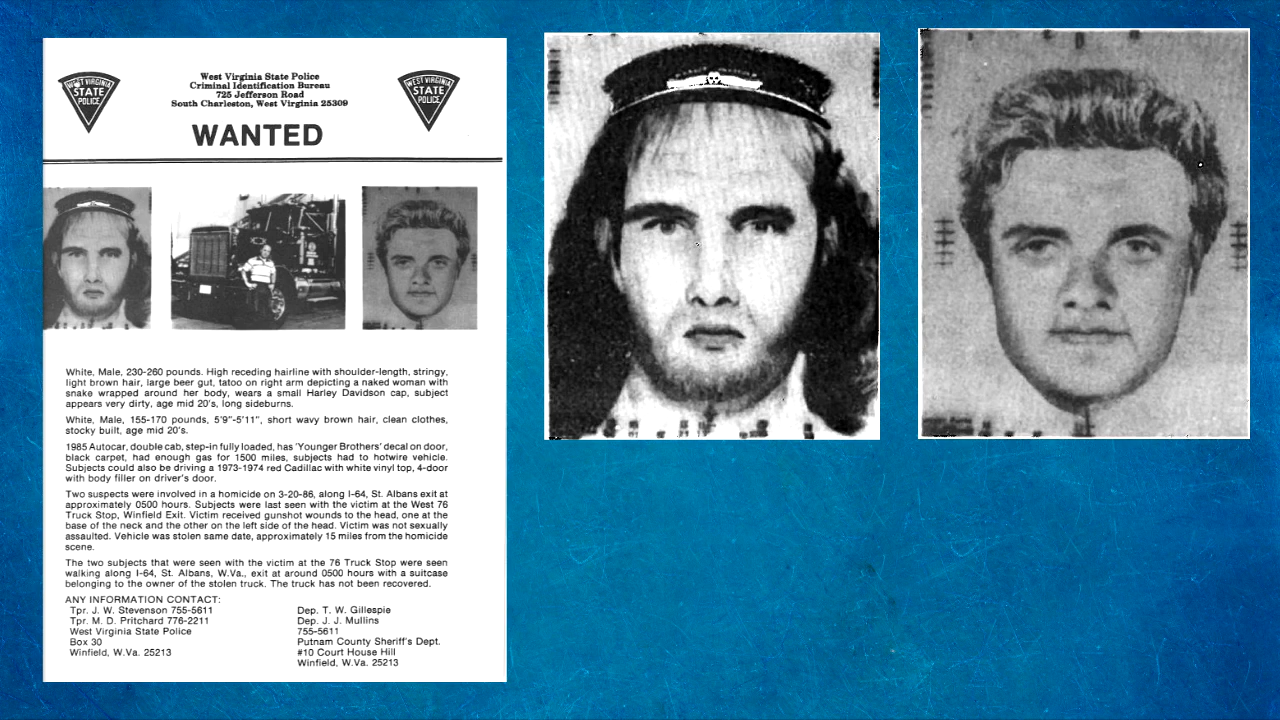 WEST VIRGINIA
STATE
POLICE
West Virginia State Police
Criminal Identification Bureau
725 Jefferson Road
South Charleston, West Virginia 25309
WEST VIRGINIA
STATE
POLICE
WANTED
White, Male, 230-260 pounds. High receding hairline with shoulder-length, stringy,
light brown hair, large beer gut, tatoo on right arm depicting a naked woman with
snake wrapped around her body, wears a small Harley Davidson cap, subject
appears very dirty, age mid 20's, long sideburns.
White, Male, 155-170 pounds, 5'9"-5'11", short wavy brown hair, clean clothes,
stocky built, age mid 20's.
1985 Autocar, double cab, step-in fully loaded, has 'Younger Brothers' decal on door,
black carpet, had enough gas for 1500 miles, subjects had to hotwire vehicle.
Subjects could also be driving a 1973-1974 red Cadillac with white vinyl top, 4-door
with body filler on driver's door.
Two suspects were involved in a homicide on 3-20-86, along I-64, St. Albans exit at
approximately 0500 hours. Subjects were last seen with the victim at the West 76
Truck Stop, Winfield Exit. Victim received gunshot wounds to the head, one at the
base of the neck and the other on the left side of the head. Victim was not sexually
assaulted. Vehicle was stolen same date, approximately 15 miles from the homicide
scene.
The two subjects that were seen with the victim at the 76 Truck Stop were seen
walking along I-64, St. Albans, W.Va., exit at around 0500 hours with a suitcase
belonging to the owner of the stolen truck. The truck has not been recovered.
ANY INFORMATION CONTACT:
Tpr. J. W. Stevenson 755-5611
Tpr. M. D. Pritchard 776-2211
West Virginia State Police
Box 30
Winfield, W.Va. 25213
Dep. T. W. Gillespie
Dep. J. J. Mullins
755-5611
Putnam County Sheriff's Dept.
#10 Court House Hill
Winfield, W.Va. 25213